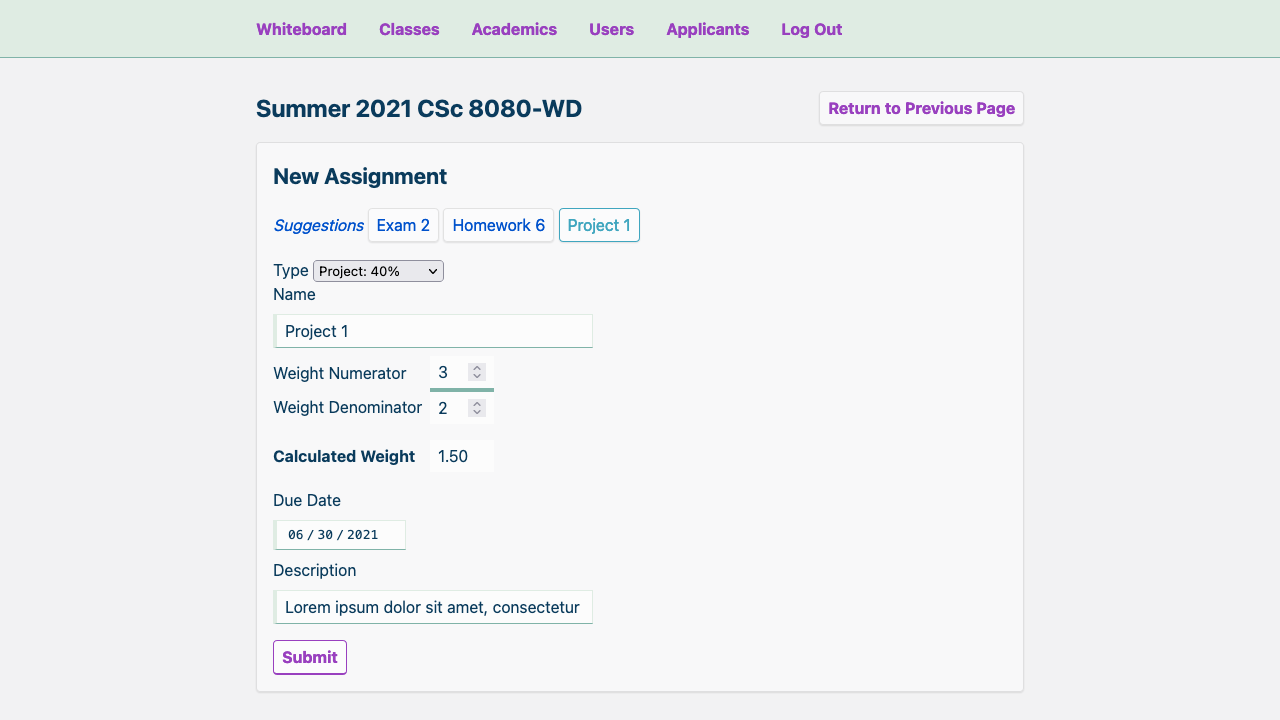 Whiteboard Classes Academics Users Applicants Log Out
Summer 2021 CSc 8080-WD Return to Previous Page
New Assignment
Suggestions Exam 2 Homework 6 Project 1
Type Project: 40%
Name
Project 1
Weight Numerator 3
Weight Denominator 2
Calculated Weight 1.50
Due Date
06/30/2021
Description
Lorem ipsum dolor sit amet, consectetur
Submit